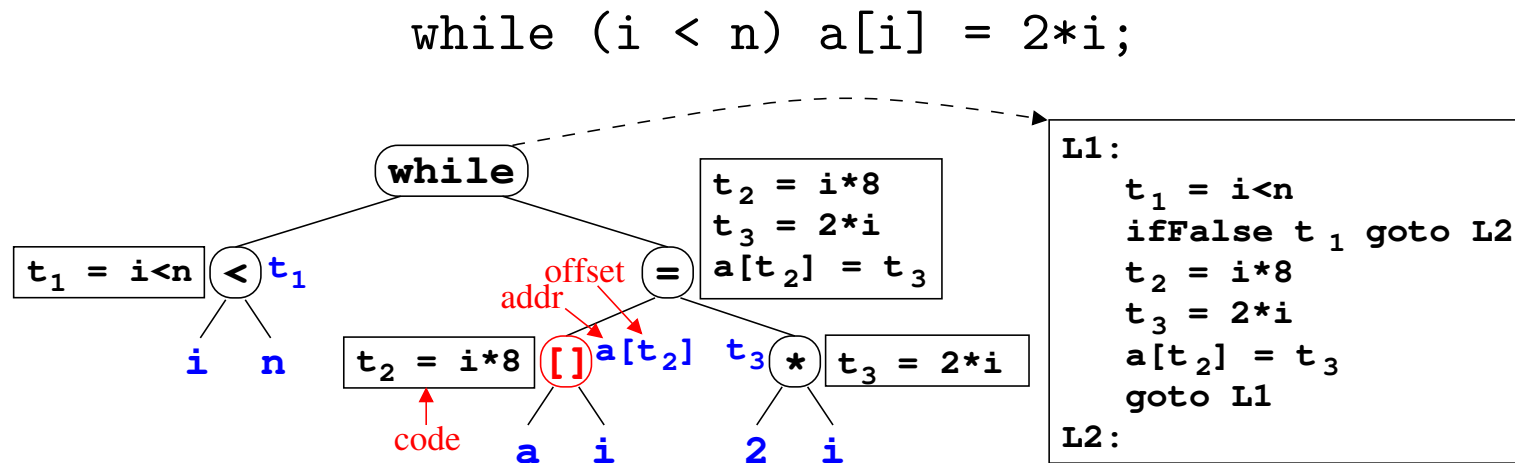 while (i < n) a[i] = 2*i;
while
t1 = i<n
<
t1
i
n
=
t2 = i*8
t3 = 2*i
a[t2] = t3
offset
addr
t2 = i*8
[]
a[t2]
code
a
i
t3
*
t3 = 2*i
2
i
L1:
t1 = i<n
ifFalse t1 goto L2
t2 = i*8
t3 = 2*i
a[t2] = t3
goto L1
L2: